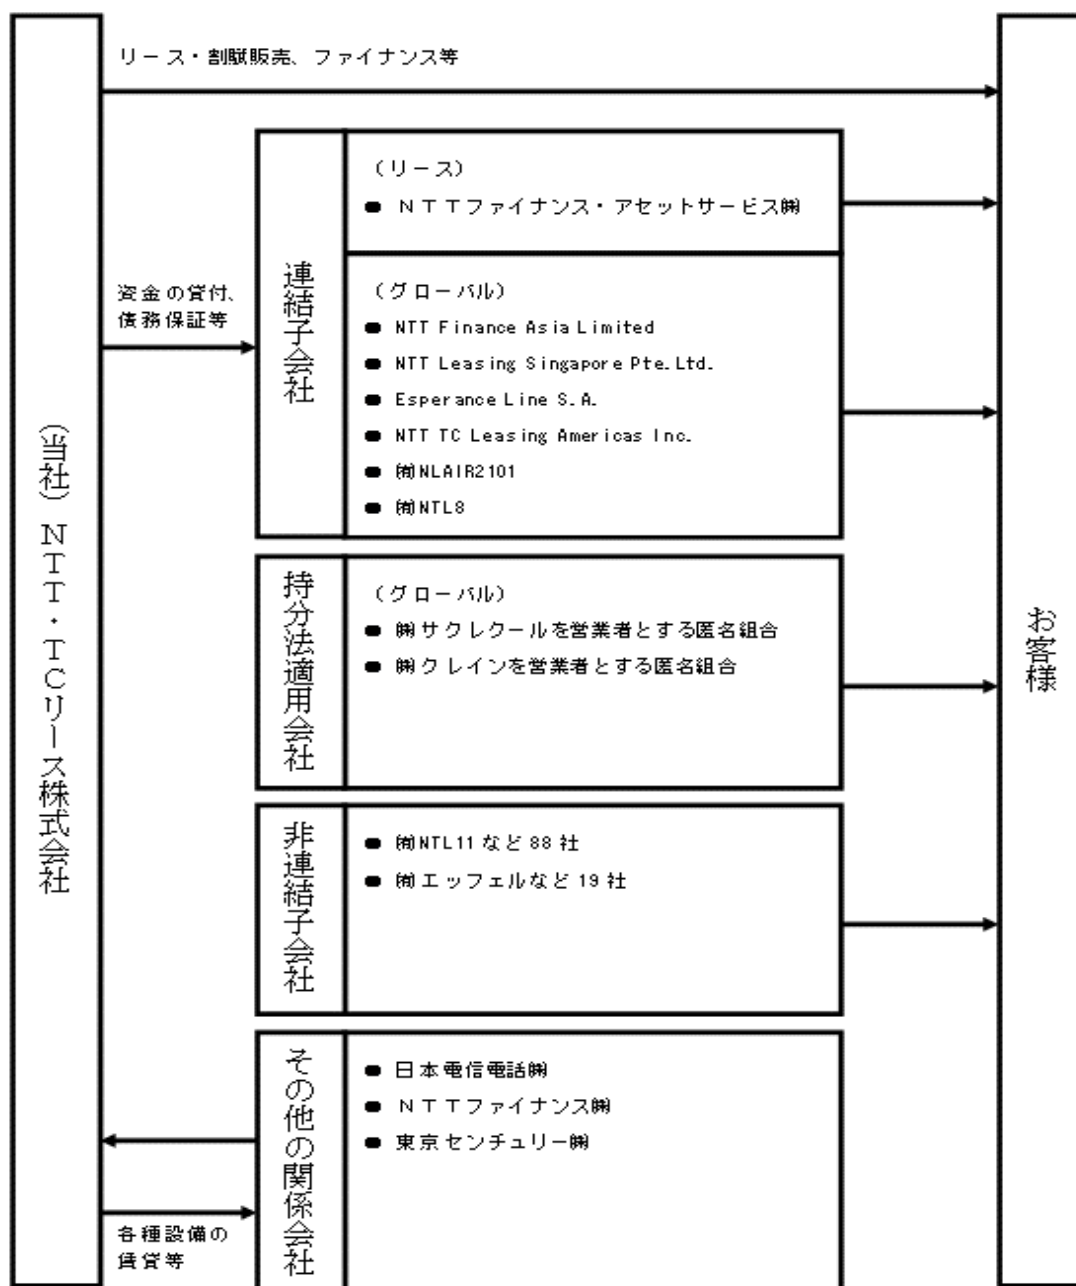 リース・割賦販売、ファイナンス等
(当社) NTT・TCリース株式会社
資金の貸付、
債務保証等
連結子会社
(リース)
● NTTファイナンス・アセットサービス㈱
(グローバル)
● NTT Finance Asia Limited
● NTT Leasing Singapore Pte.Ltd.
● Esperance Line S.A.
● NTT TC Leasing Americas Inc.
● ㈲NLAIR2101
● ㈲NTL8
持分法適用会社
(グローバル)
● ㈱サクレクールを営業者とする匿名組合
● ㈱クレインを営業者とする匿名組合
非連結子会社
● ㈲NTL11 など 88 社
● ㈲エッフェルなど 19 社
その他の関係会社
● 日本電信電話㈱
● NTTファイナンス㈱
● 東京センチュリー㈱
各種設備の
賃貸等
お客様